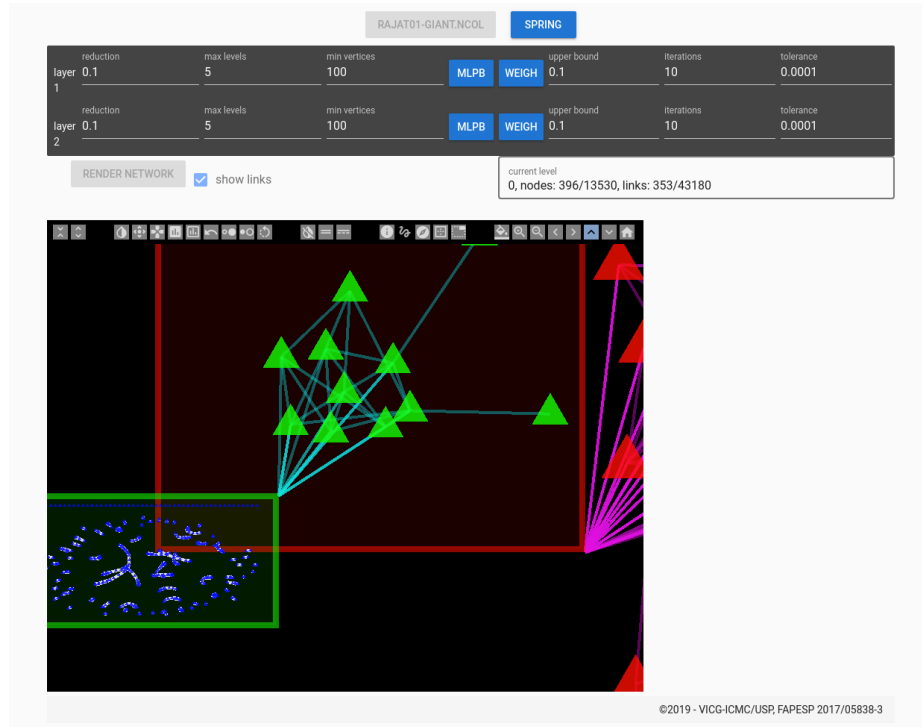 RAJAT01-GIANT.NCOL SPRING
reduction max levels min vertices upper bound iterations tolerance
layer 1 0.1 5 100 MLPB WEIGH 0.1 10 0.0001
reduction max levels min vertices upper bound iterations tolerance
layer 2 0.1 5 100 MLPB WEIGH 0.1 10 0.0001
RENDER NETWORK show links
current level
0, nodes: 396/13530, links: 353/43180
©2019 - VICG-ICMC/USP, FAPESP 2017/05838-3